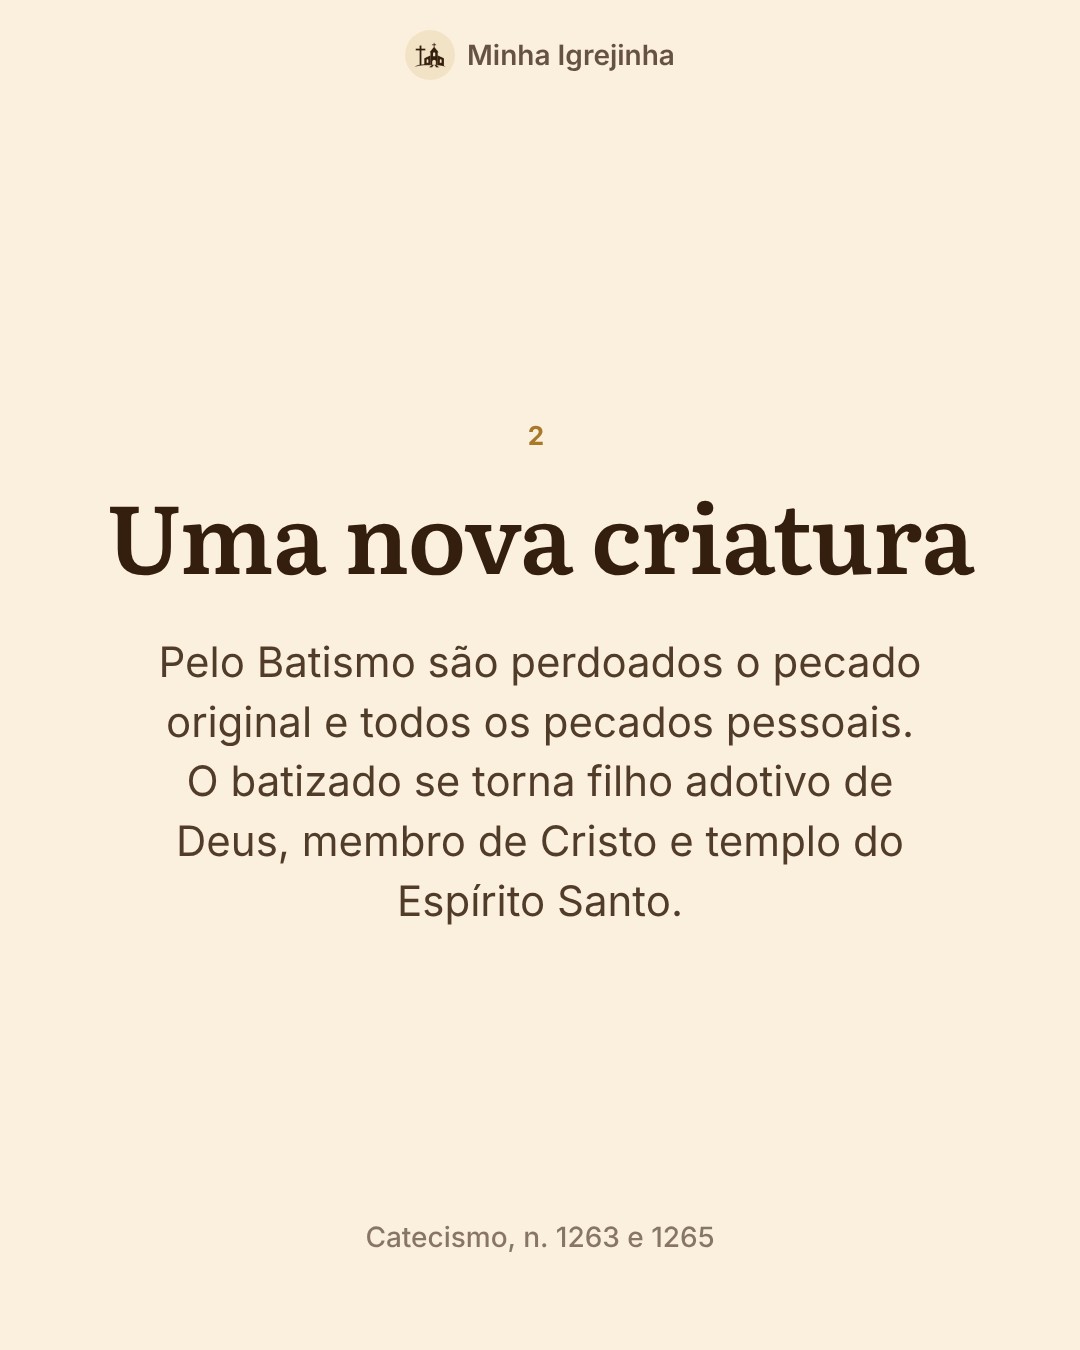 Minha Igrejinha
2
Uma nova criatura
Pelo Batismo são perdoados o pecado
original e todos os pecados pessoais.
O batizado se torna filho adotivo de
Deus, membro de Cristo e templo do
Espírito Santo.
Catecismo, n. 1263 e 1265